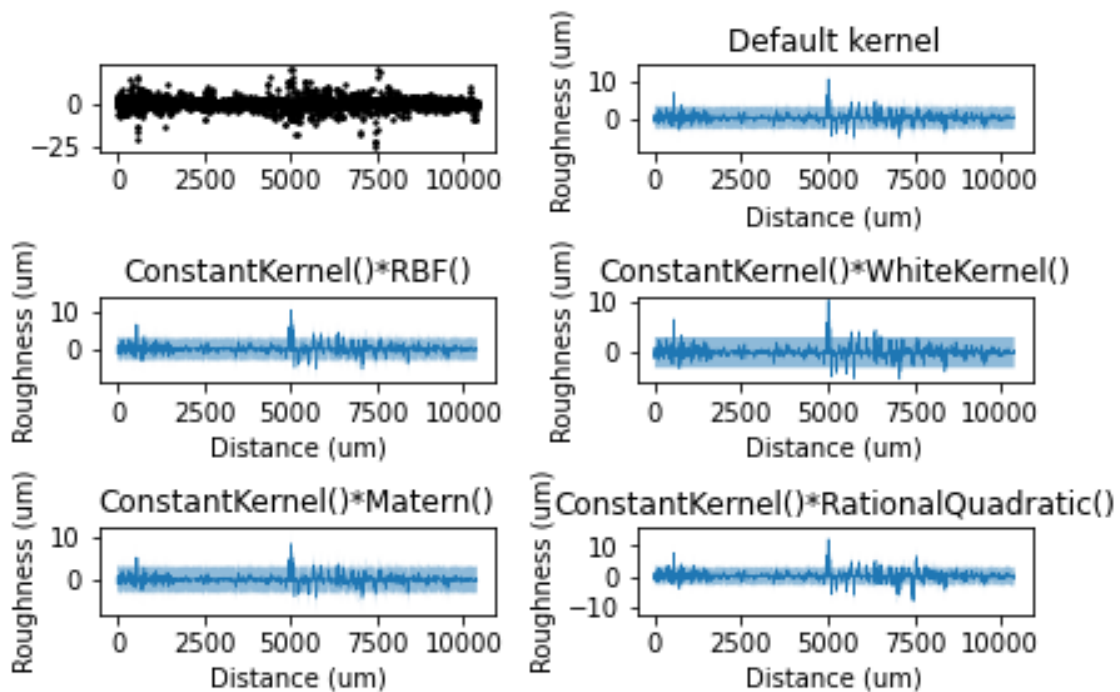 0
−25
0 2500 5000 7500 10000
Default kernel
Roughness (um)
10
0
0 2500 5000 7500 10000
Distance (um)
ConstantKernel()*RBF()
Roughness (um)
10
0
0 2500 5000 7500 10000
Distance (um)
ConstantKernel()*WhiteKernel()
Roughness (um)
10
0
0 2500 5000 7500 10000
Distance (um)
ConstantKernel()*Matern()
Roughness (um)
10
0
0 2500 5000 7500 10000
Distance (um)
ConstantKernel()*RationalQuadratic()
Roughness (um)
10
0
−10
0 2500 5000 7500 10000
Distance (um)